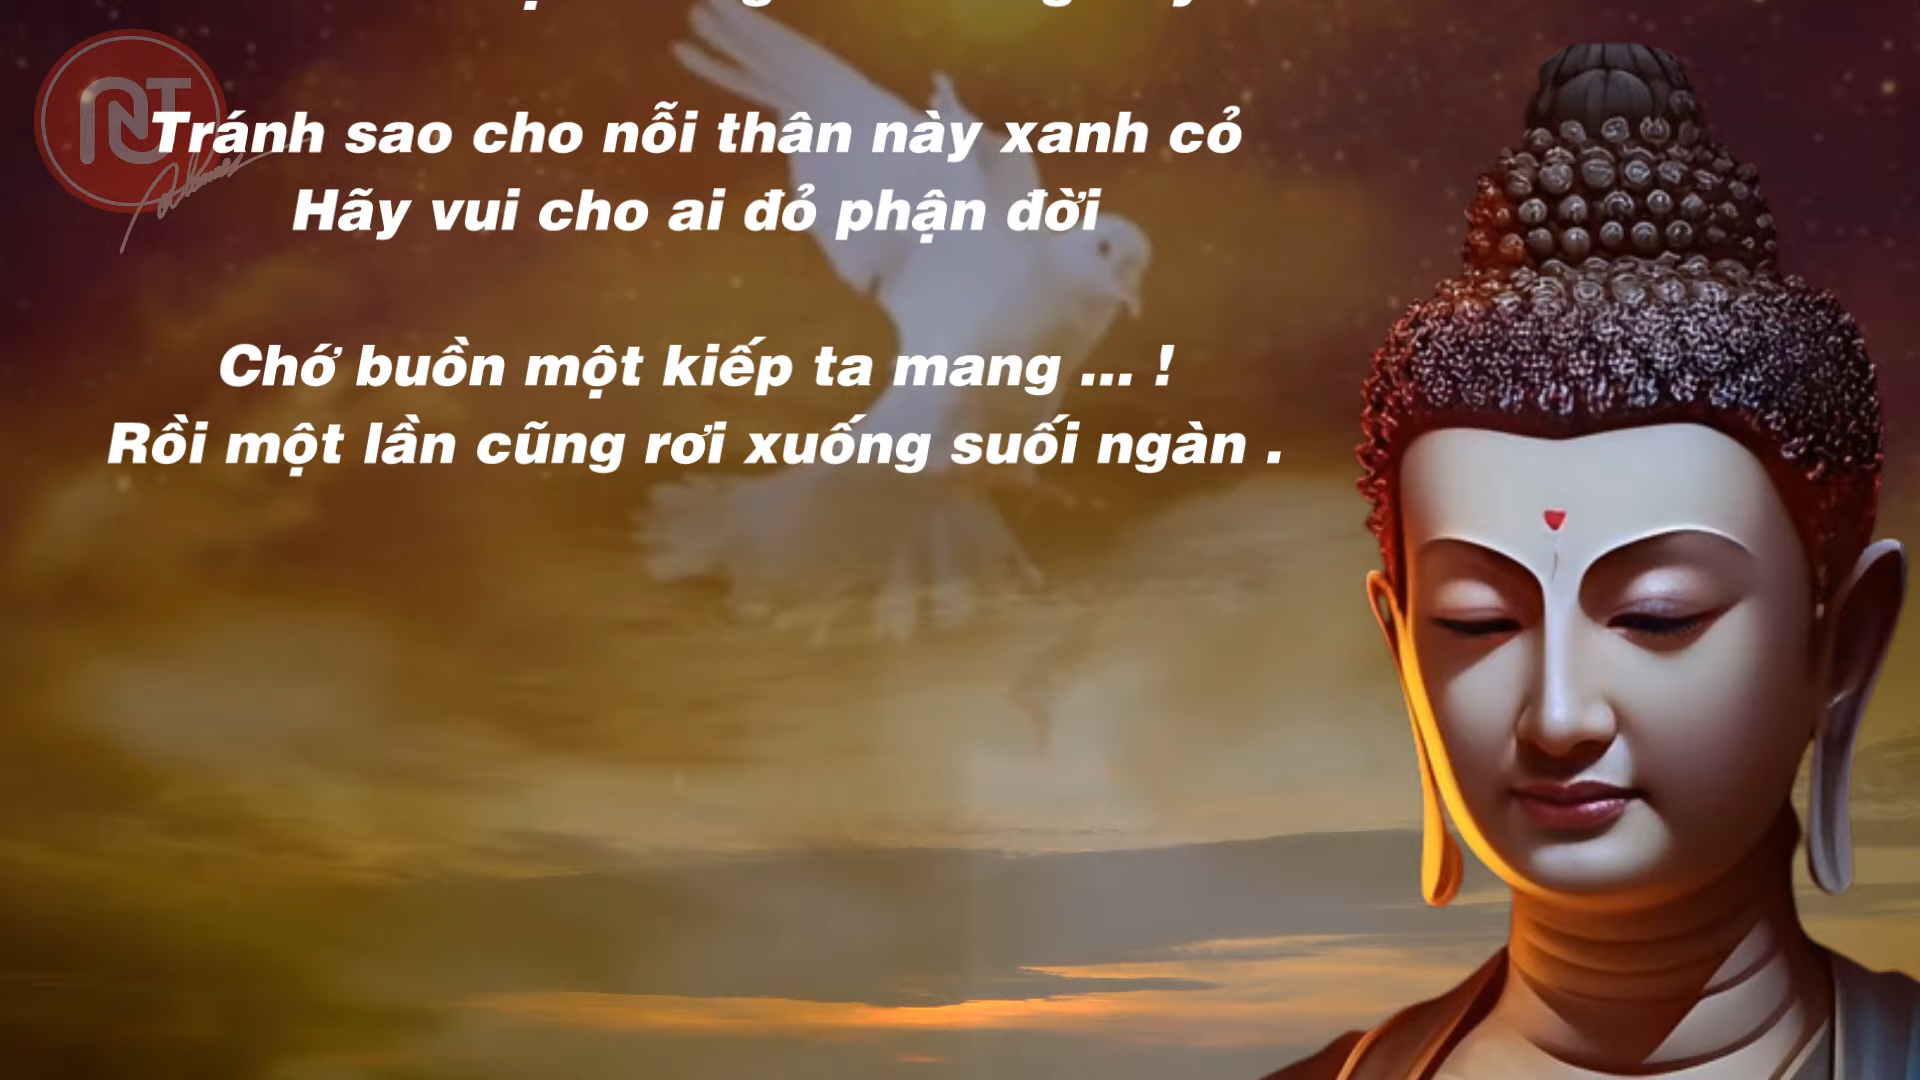 NT
Tránh sao cho nỗi thân này xanh cỏ
Hãy vui cho ai đỏ phận đời
Chớ buồn một kiếp ta mang ... !
Rồi một lần cũng rơi xuống suối ngàn .